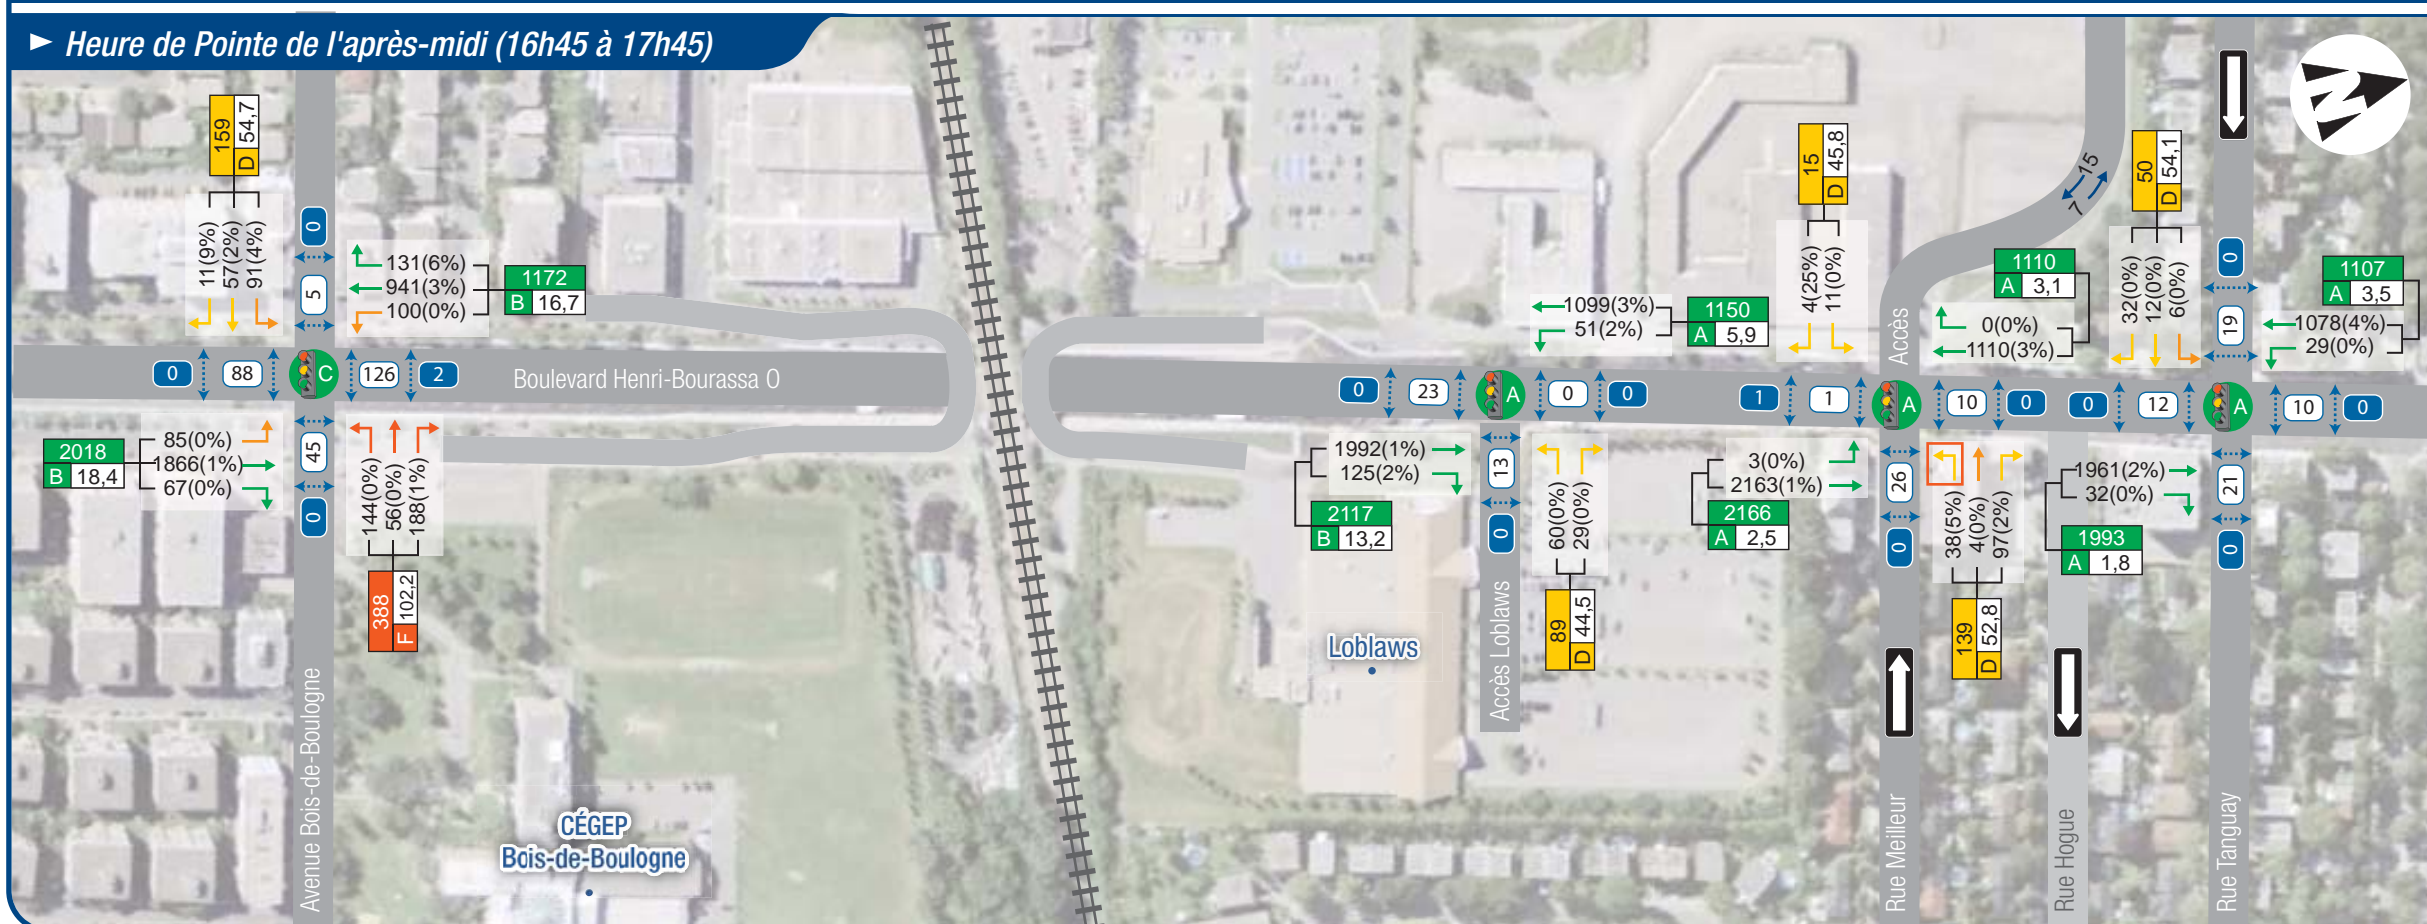 ► Heure de Pointe de l'après-midi (16h45 à 17h45)
159
D 54,7
11(9%)
57(2%)
91(4%)
0
5
131(6%)
941(3%)
100(0%)
1172
B 16,7
0
88
C
126
2
Boulevard Henri-Bourassa O
2018
B 18,4
85(0%)
1866(1%)
67(0%)
45
0
144(0%)
56(0%)
188(1%)
388
F 102,2
Avenue Bois-de-Boulogne
CÉGEP
Bois-de-Boulogne
1099(3%)
51(2%)
1150
A 5,9
0
23
A
0
0
1992(1%)
125(2%)
2117
B 13,2
13
0
60(0%)
29(0%)
89
D 44,5
Loblaws
Accès Loblaws
15
D 45,8
4(25%)
11(0%)
15
7
Accès
1110
A 3,1
0(0%)
1110(3%)
1
1
A
10
0
3(0%)
2163(1%)
2166
A 2,5
26
0
38(5%)
4(0%)
97(2%)
139
D 52,8
Rue Meilleur
Rue Hogue
50
D 54,1
32(0%)
12(0%)
6(0%)
0
19
1107
A 3,5
1078(4%)
29(0%)
0
12
A
10
0
1961(2%)
32(0%)
1993
A 1,8
21
0
Rue Tanguay
N